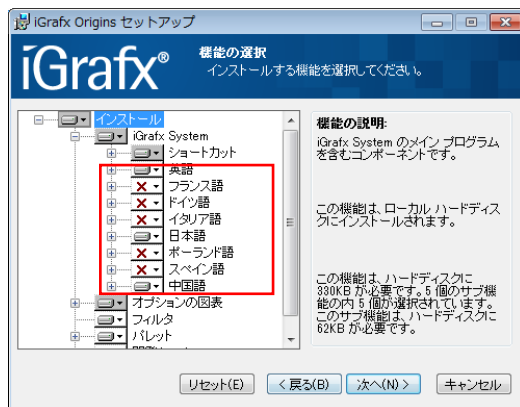 iGrafx Origins セットアップ
iGrafx®
機能の選択
インストールする機能を選択してください。
インストール
iGrafx System
ショートカット
英語
フランス語
ドイツ語
イタリア語
日本語
ポーランド語
スペイン語
中国語
オプションの図表
フィルタ
パレット
機能の説明:
iGrafx System のメイン プログラム
を含むコンポーネントです。
この機能は、ローカル ハードディス
クにインストールされます。
この機能は、ハードディスクに
330KB が必要です。5 個のサブ機
能の内 5 個が選択されています。
このサブ機能は、ハードディスクに
62KB が必要です。
リセット(E)
< 戻る(B)
次へ(N) >
キャンセル